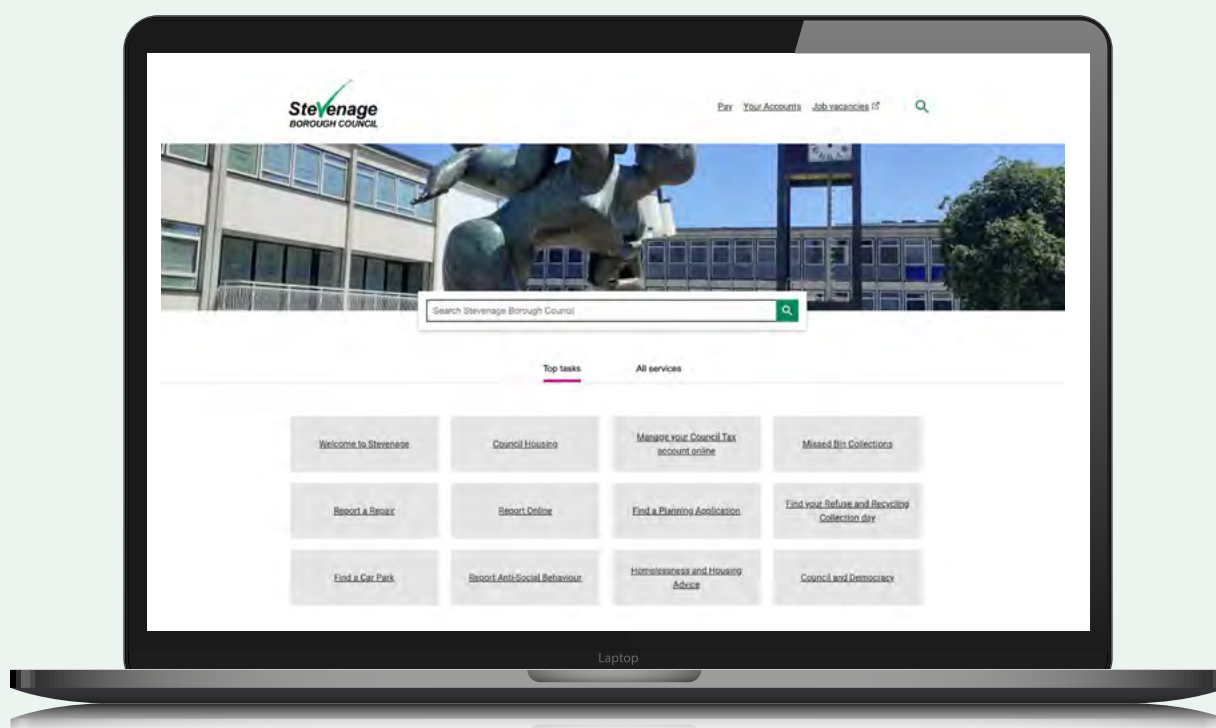 Stevenage
BOROUGH COUNCIL
Pay Your Accounts Job vacancies
Search Stevenage Borough Council
Top tasks All services
Welcome to Stevenage
Council Housing
Manage your Council Tax
account online
Missed Bin Collections
Report a Repair
Report Online
Find a Planning Application
Find your Refuse and Recycling
Collection day
Find a Car Park
Report Anti-Social Behaviour
Homelessness and Housing
Advice
Council and Democracy
Laptop